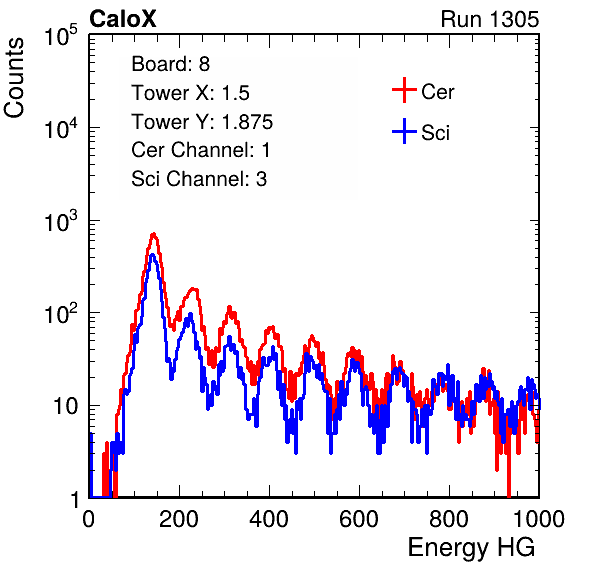 CaloX Run 1305
Counts
10^5
10^4
10^3
10^2
10
1
Board: 8
Tower X: 1.5
Tower Y: 1.875
Cer Channel: 1
Sci Channel: 3
Cer
Sci
0 200 400 600 800 1000
Energy HG